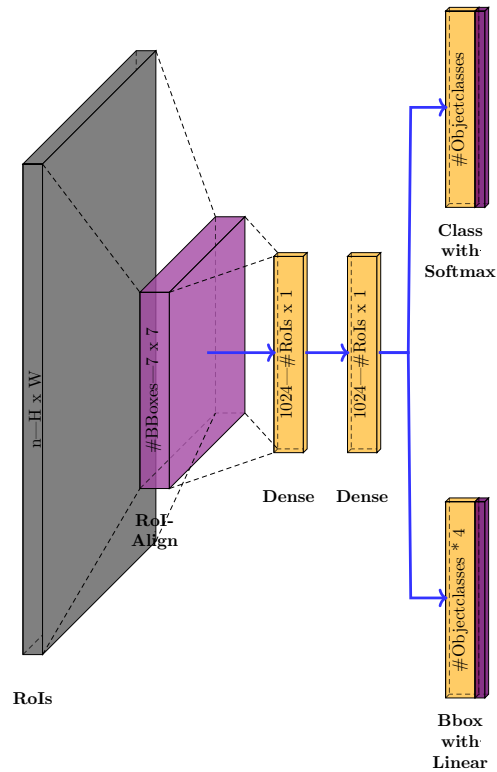 n—H x W
RoIs
#BBoxes—7 x 7
RoI-
Align
1024—#RoIs x 1
Dense
1024—#RoIs x 1
Dense
#Objectclasses
Class
with
Softmax
#Objectclasses * 4
Bbox
with
Linear